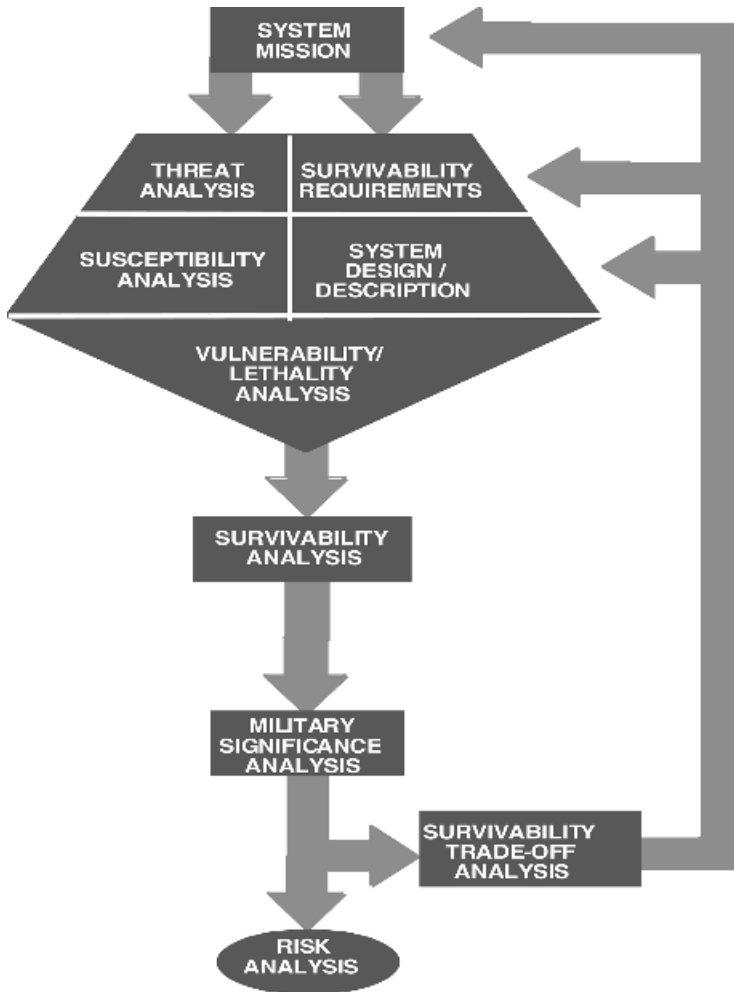 SYSTEM
MISSION
THREAT
ANALYSIS
SURVIVABILITY
REQUIREMENTS
SUSCEPTIBILITY
ANALYSIS
SYSTEM
DESIGN /
DESCRIPTION
VULNERABILITY/
LETHALITY
ANALYSIS
SURVIVABILITY
ANALYSIS
MILITARY
SIGNIFICANCE
ANALYSIS
SURVIVABILITY
TRADE-OFF
ANALYSIS
RISK
ANALYSIS